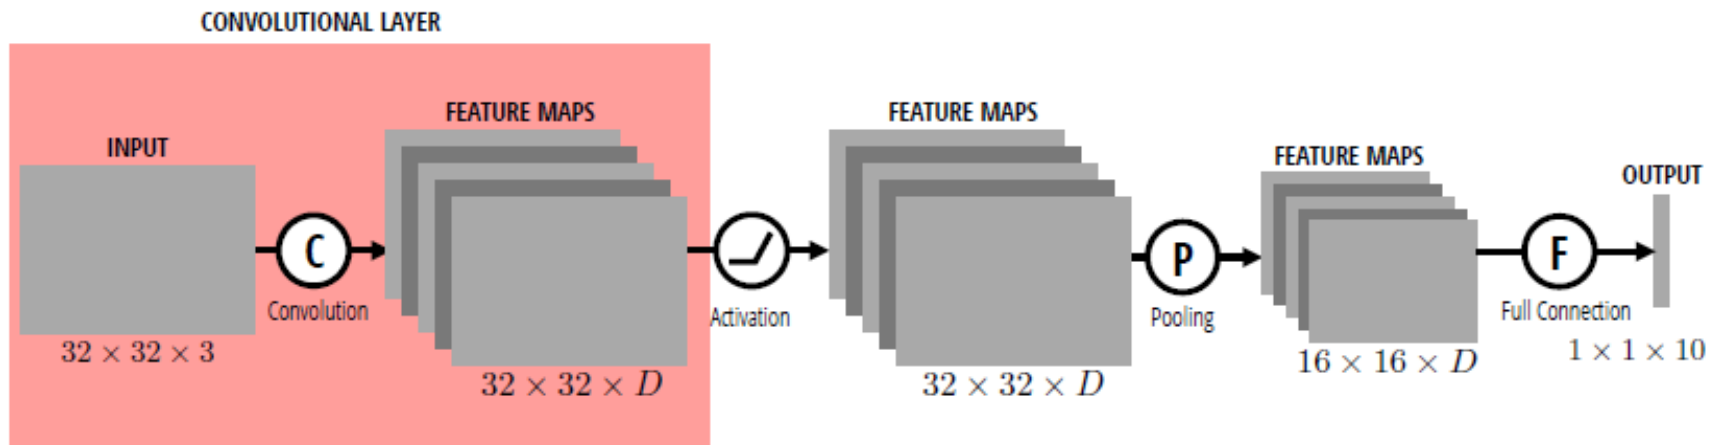 CONVOLUTIONAL LAYER
INPUT
32 × 32 × 3
C
Convolution
FEATURE MAPS
32 × 32 × D
Activation
FEATURE MAPS
32 × 32 × D
P
Pooling
FEATURE MAPS
16 × 16 × D
F
Full Connection
OUTPUT
1 × 1 × 10